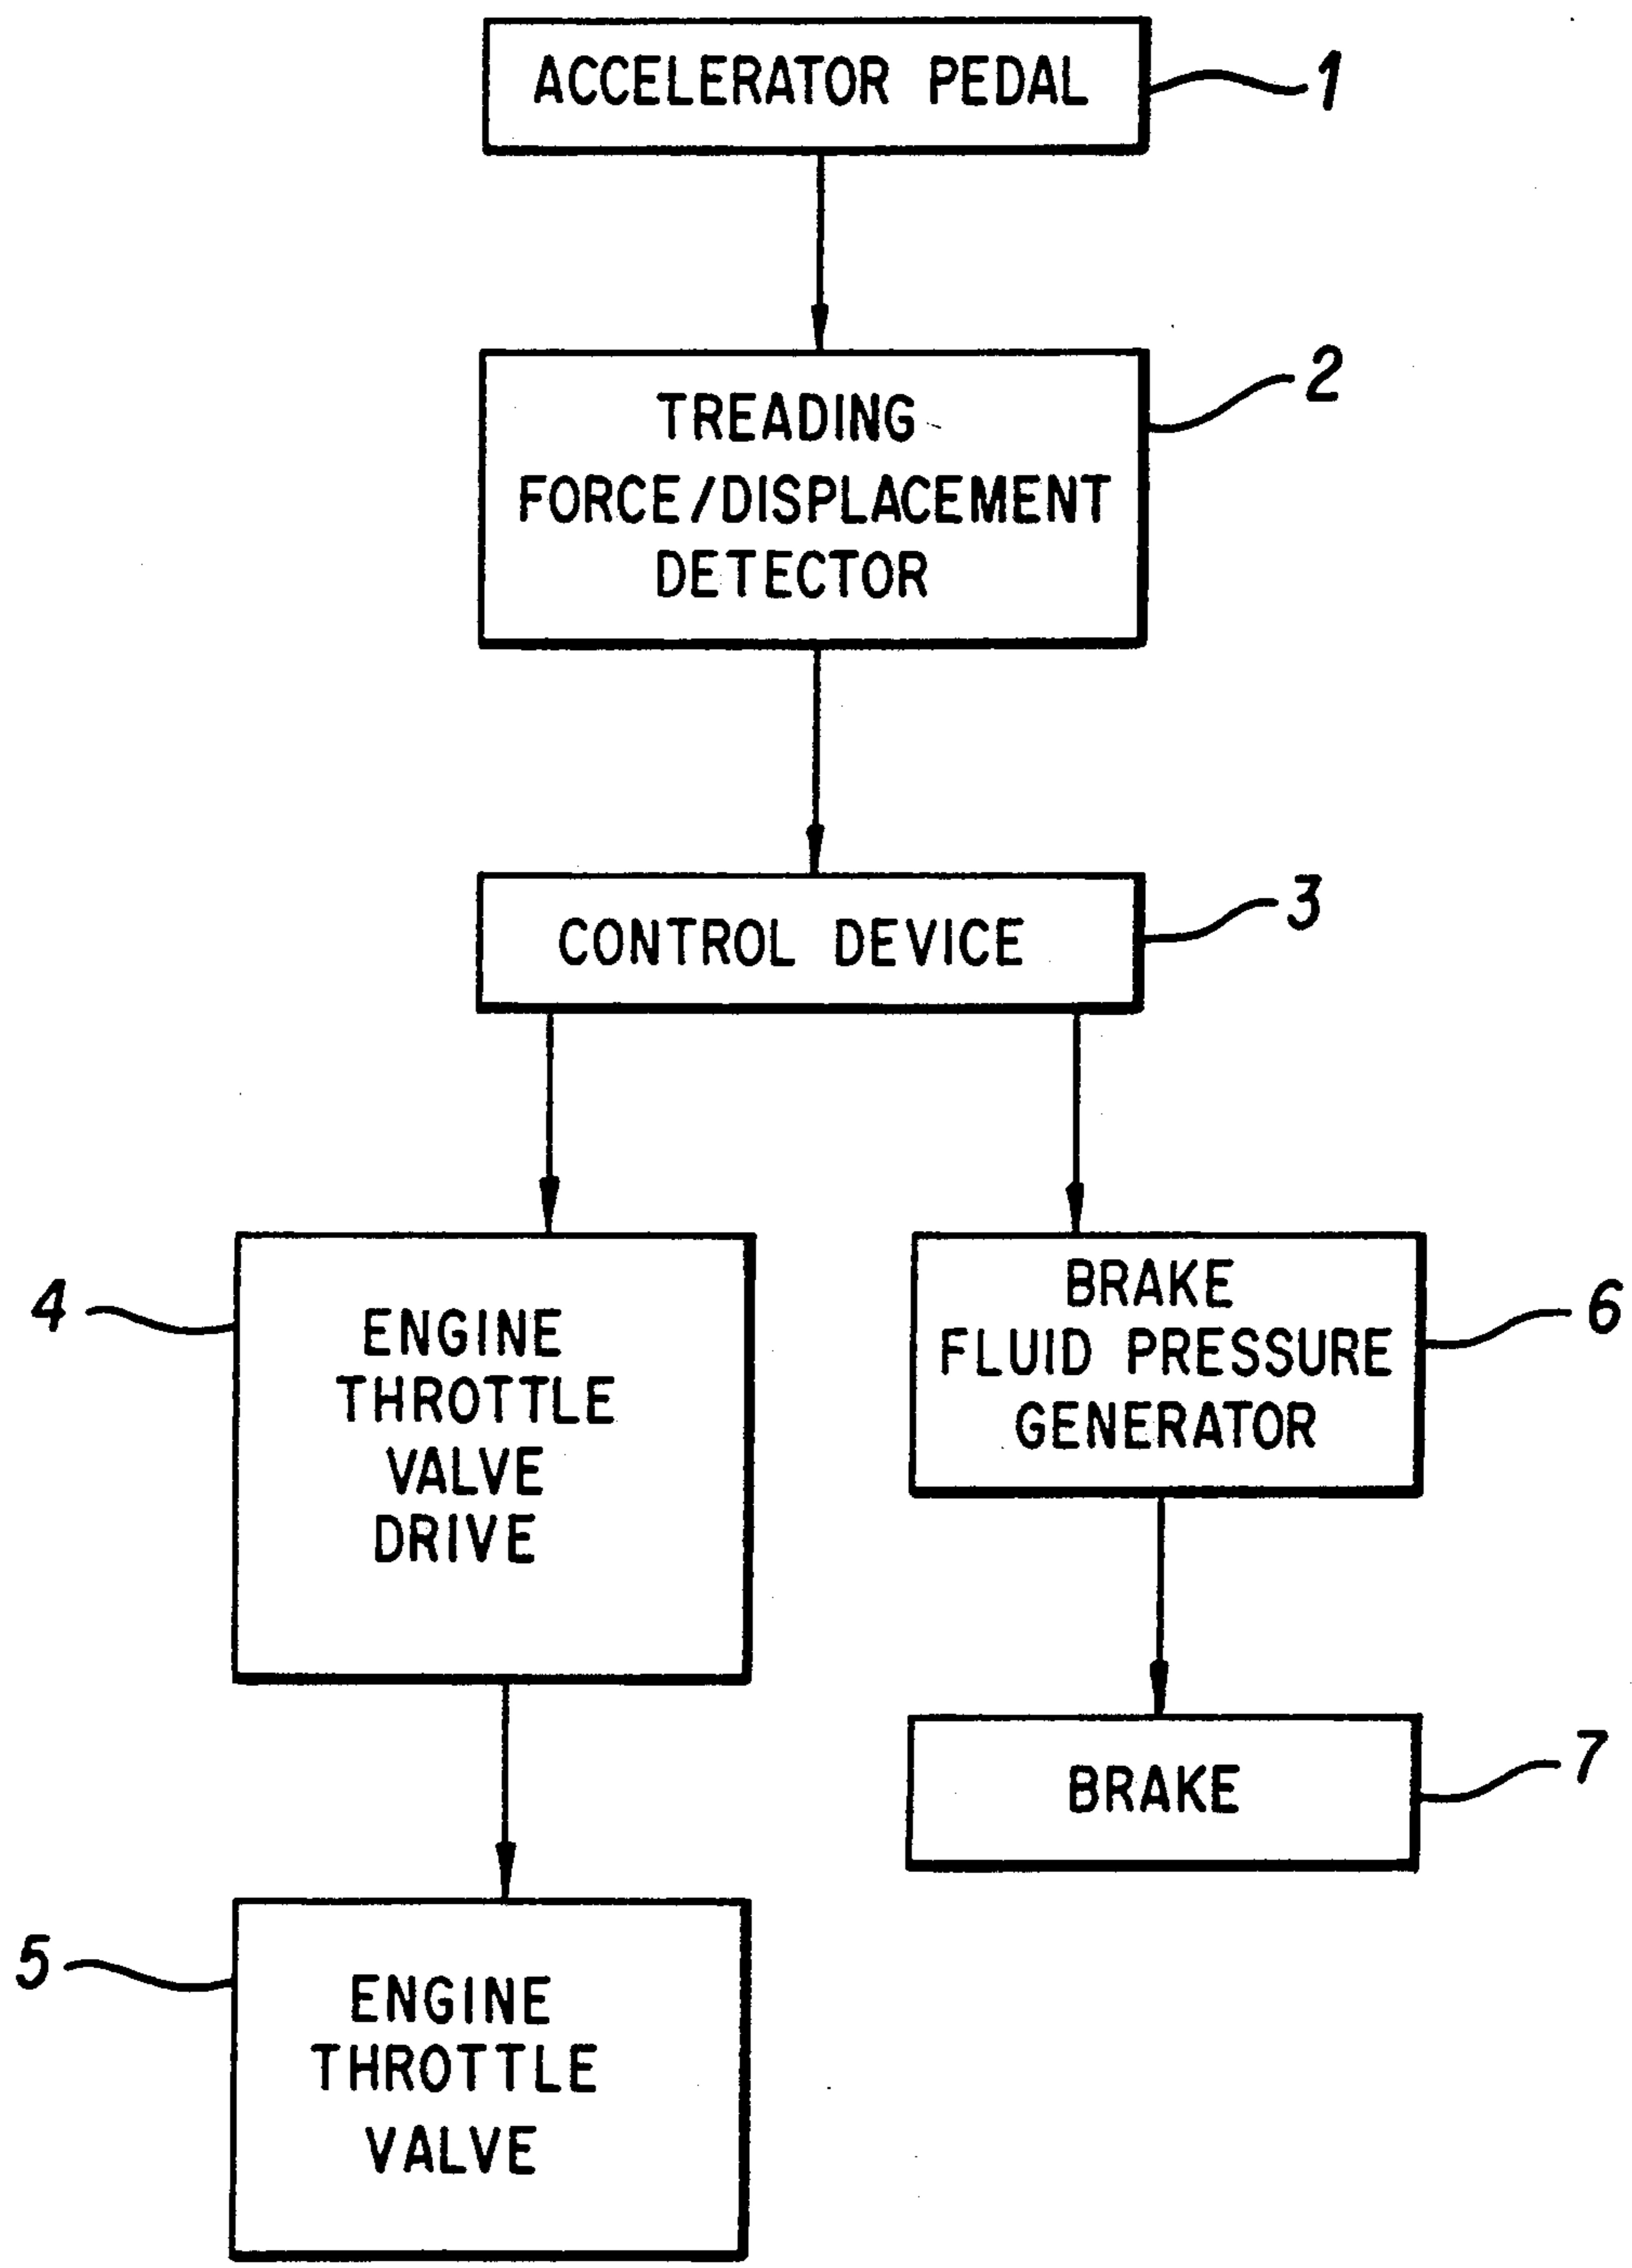 ACCELERATOR PEDAL
1
TREADING
FORCE/DISPLACEMENT
DETECTOR
2
CONTROL DEVICE
3
4
ENGINE
THROTTLE
VALVE
DRIVE
BRAKE
FLUID PRESSURE
GENERATOR
6
BRAKE
7
5
ENGINE
THROTTLE
VALVE